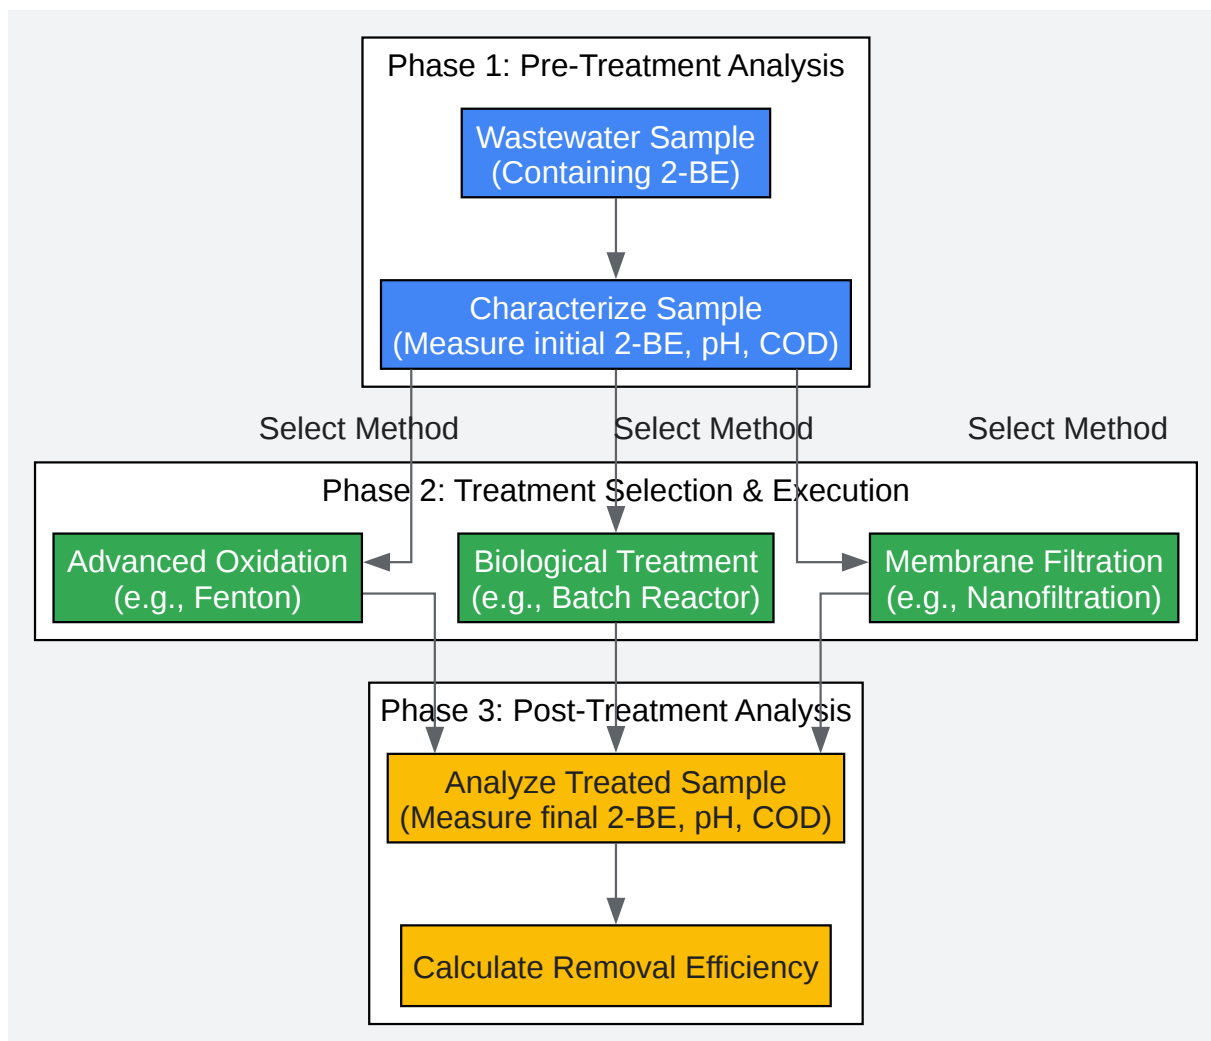 Phase 1: Pre-Treatment Analysis
Wastewater Sample
(Containing 2-BE)
Characterize Sample
(Measure initial 2-BE, pH, COD)
Select Method
Select Method
Select Method
Phase 2: Treatment Selection & Execution
Advanced Oxidation
(e.g., Fenton)
Biological Treatment
(e.g., Batch Reactor)
Membrane Filtration
(e.g., Nanofiltration)
Phase 3: Post-Treatment Analysis
Analyze Treated Sample
(Measure final 2-BE, pH, COD)
Calculate Removal Efficiency